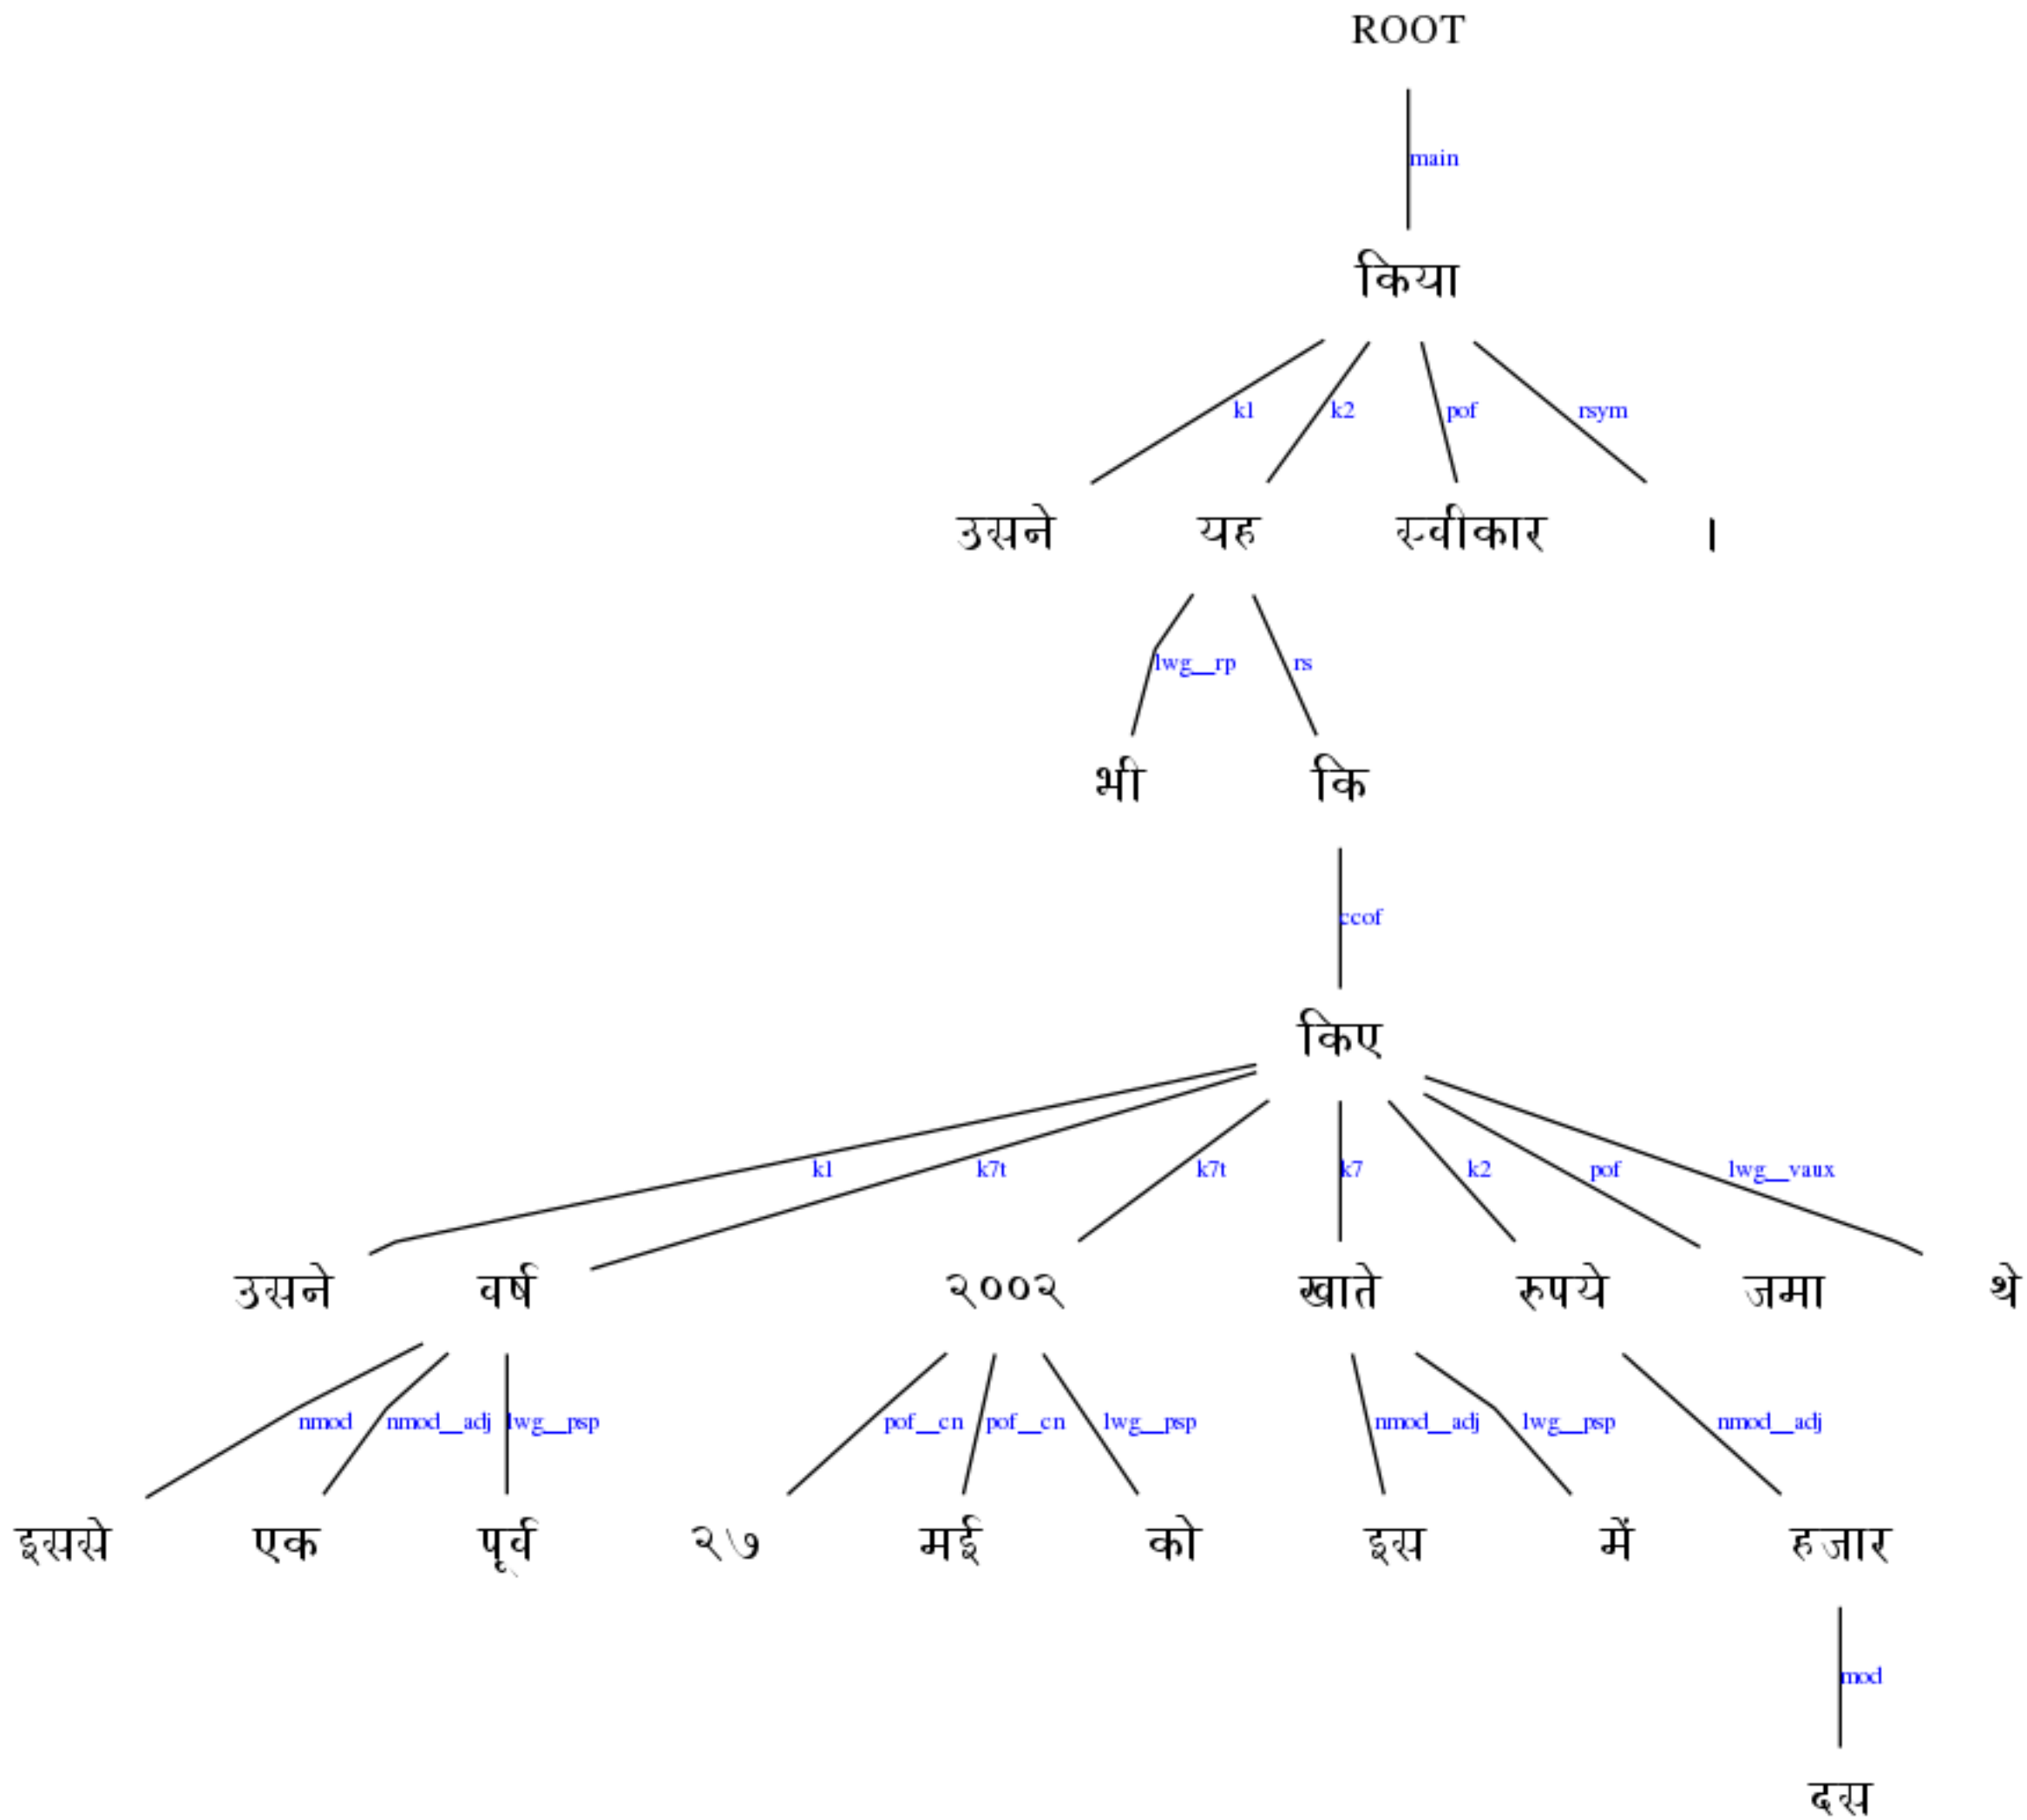 ROOT
main
किया
k1 k2 pof rsym
उसने यह स्वीकार ।
lwg__rp rs
भी कि
ccof
किए
k1 k7t k7t k7 k2 pof lwg__vaux
उसने वर्ष २००२ खाते रुपये जमा थे
nmod nmod__adj lwg__psp pof__cn pof__cn lwg__psp nmod__adj lwg__psp nmod__adj
इससे एक पूर्व २७ मई को इस में हजार
mod
दस